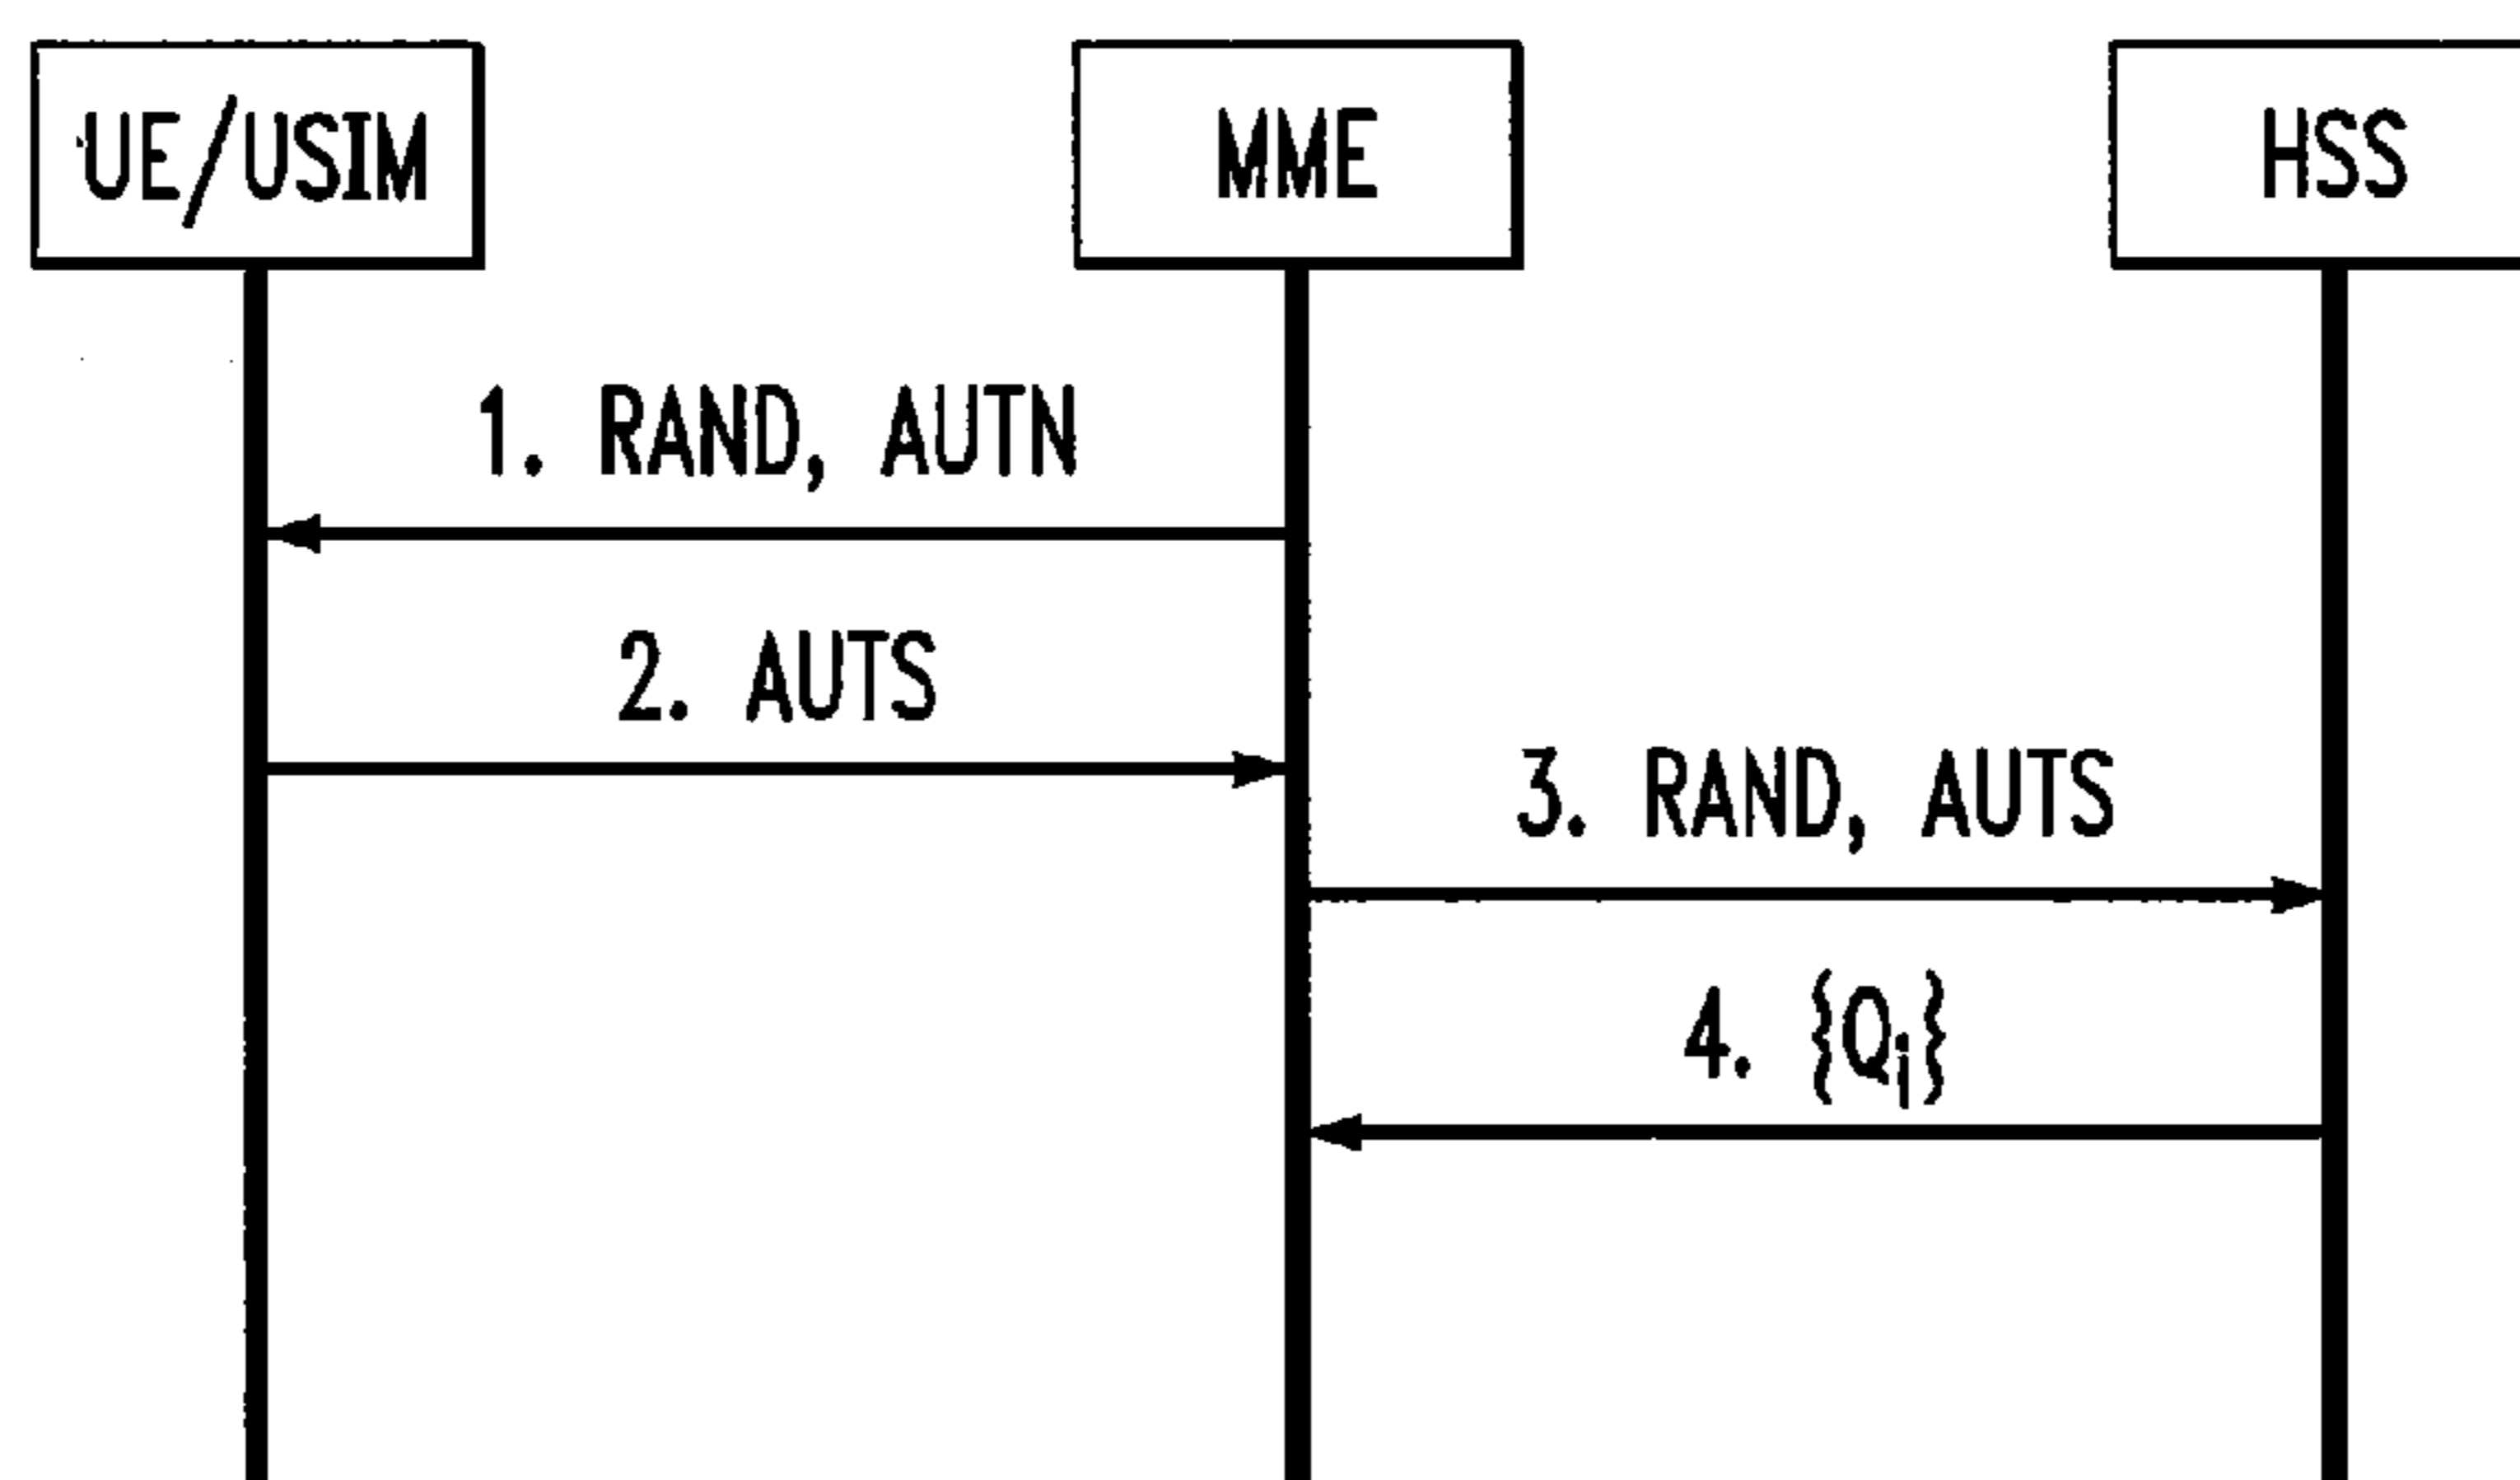 UE/USIM
MME
HSS
1. RAND, AUTN
2. AUTS
3. RAND, AUTS
4. {Qi}